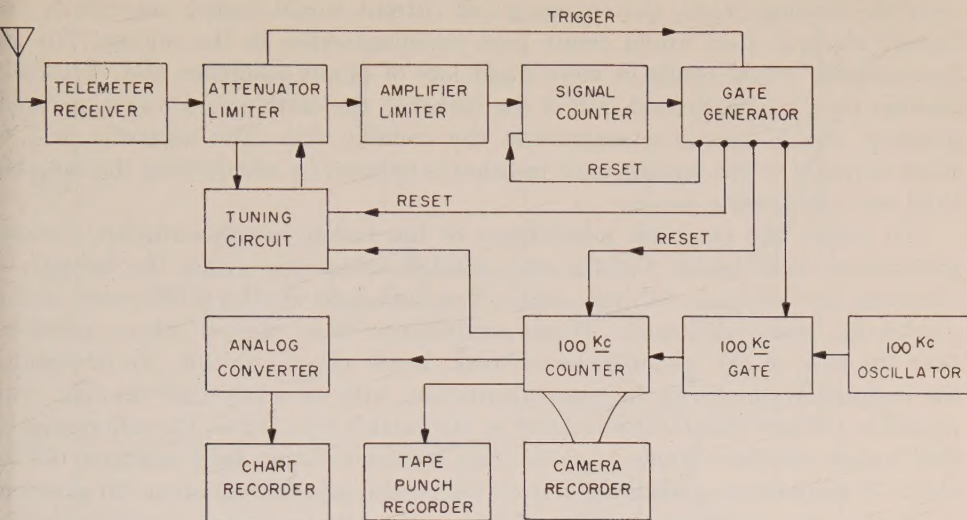 TRIGGER
TELEMETER
RECEIVER
ATTENUATOR
LIMITER
AMPLIFIER
LIMITER
SIGNAL
COUNTER
GATE
GENERATOR
RESET
RESET
RESET
TUNING
CIRCUIT
ANALOG
CONVERTER
100 Kc
COUNTER
100 Kc
GATE
100 Kc
OSCILLATOR
CHART
RECORDER
TAPE
PUNCH
RECORDER
CAMERA
RECORDER